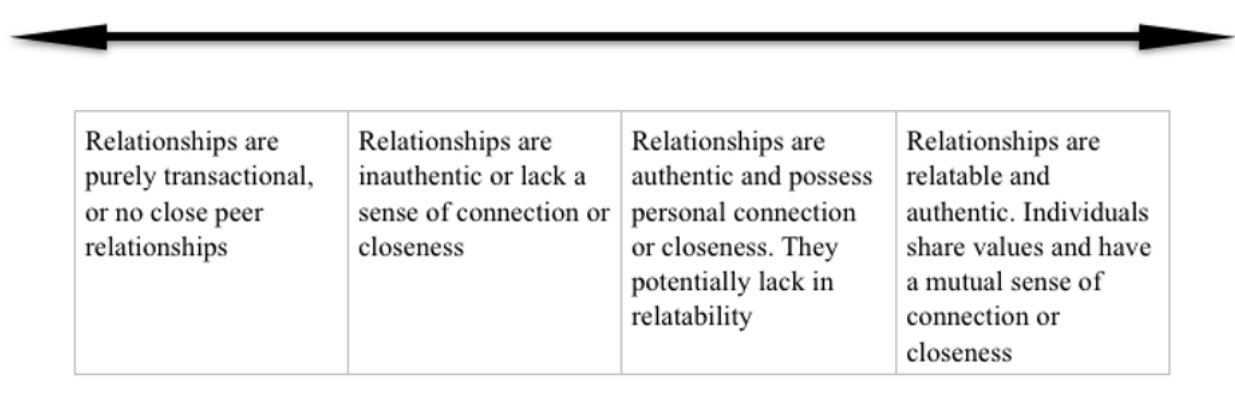 Relationships are
purely transactional,
or no close peer
relationships
Relationships are
inauthentic or lack a
sense of connection or
closeness
Relationships are
authentic and possess
personal connection
or closeness. They
potentially lack in
relatability
Relationships are
relatable and
authentic. Individuals
share values and have
a mutual sense of
connection or
closeness